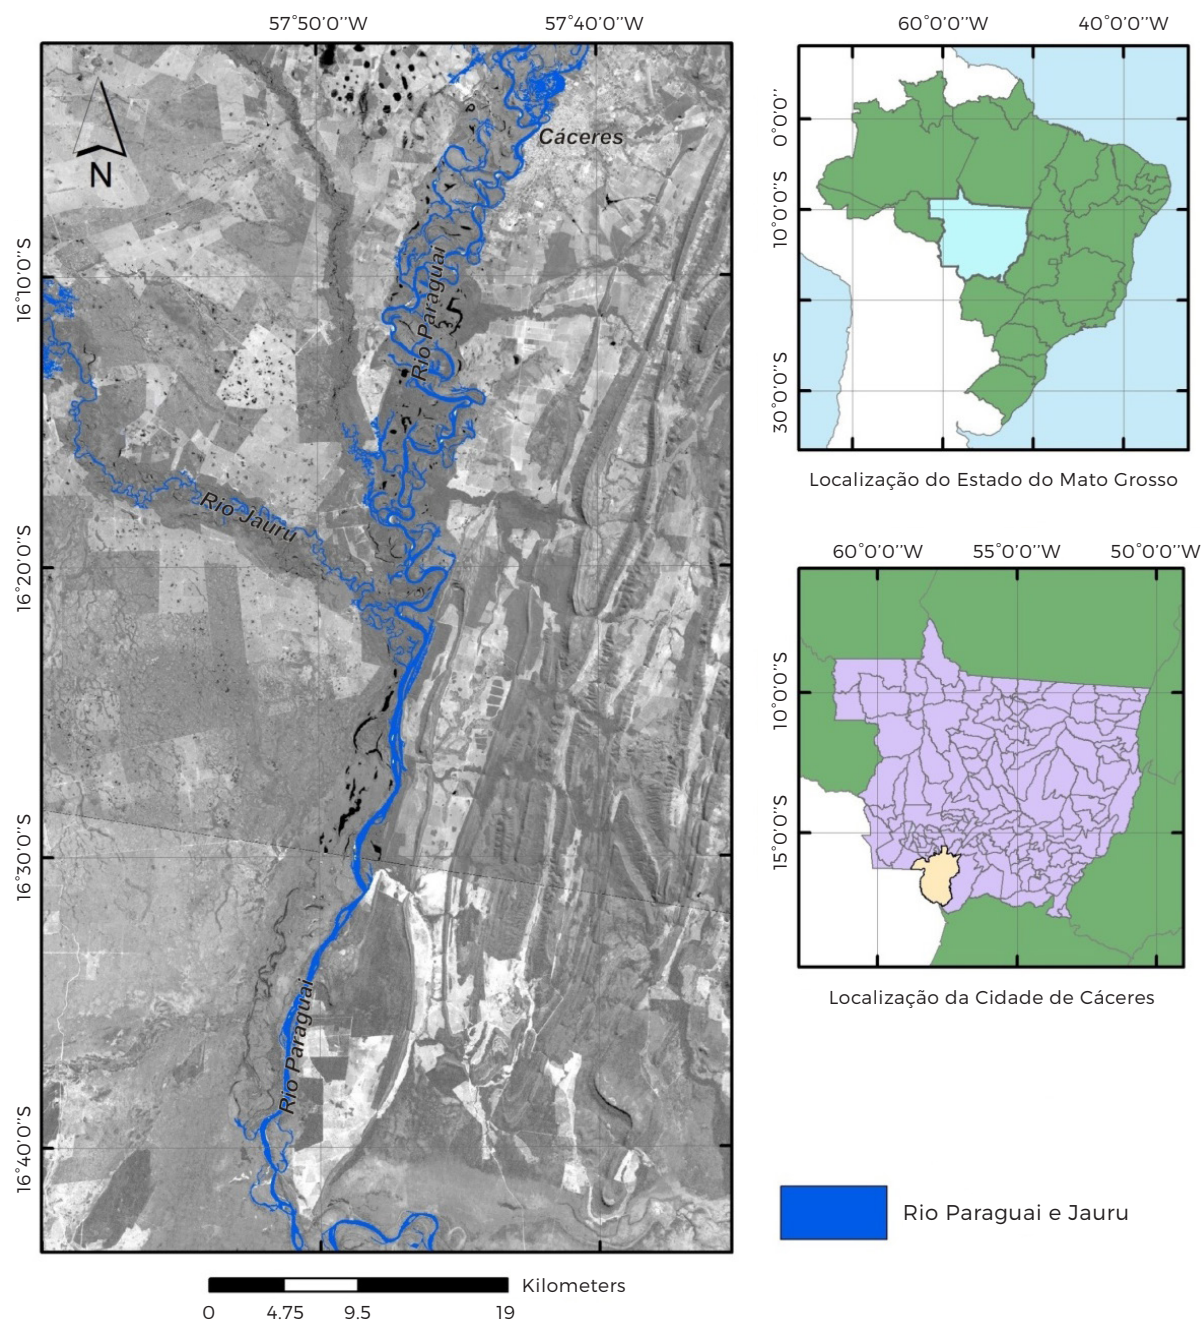 57°50'0''W
57°40'0''W
16°10'0''S
16°20'0''S
16°30'0''S
16°40'0''S
N
Cáceres
Rio Paraguai
Rio Jauru
Rio Paraguai
0
4.75
9.5
19
Kilometers
60°0'0''W
40°0'0''W
0°0'0''
10°0'0''S
30°0'0''S
Localização do Estado do Mato Grosso
60°0'0''W
55°0'0''W
50°0'0''W
10°0'0''S
15°0'0''S
Localização da Cidade de Cáceres
Rio Paraguai e Jauru